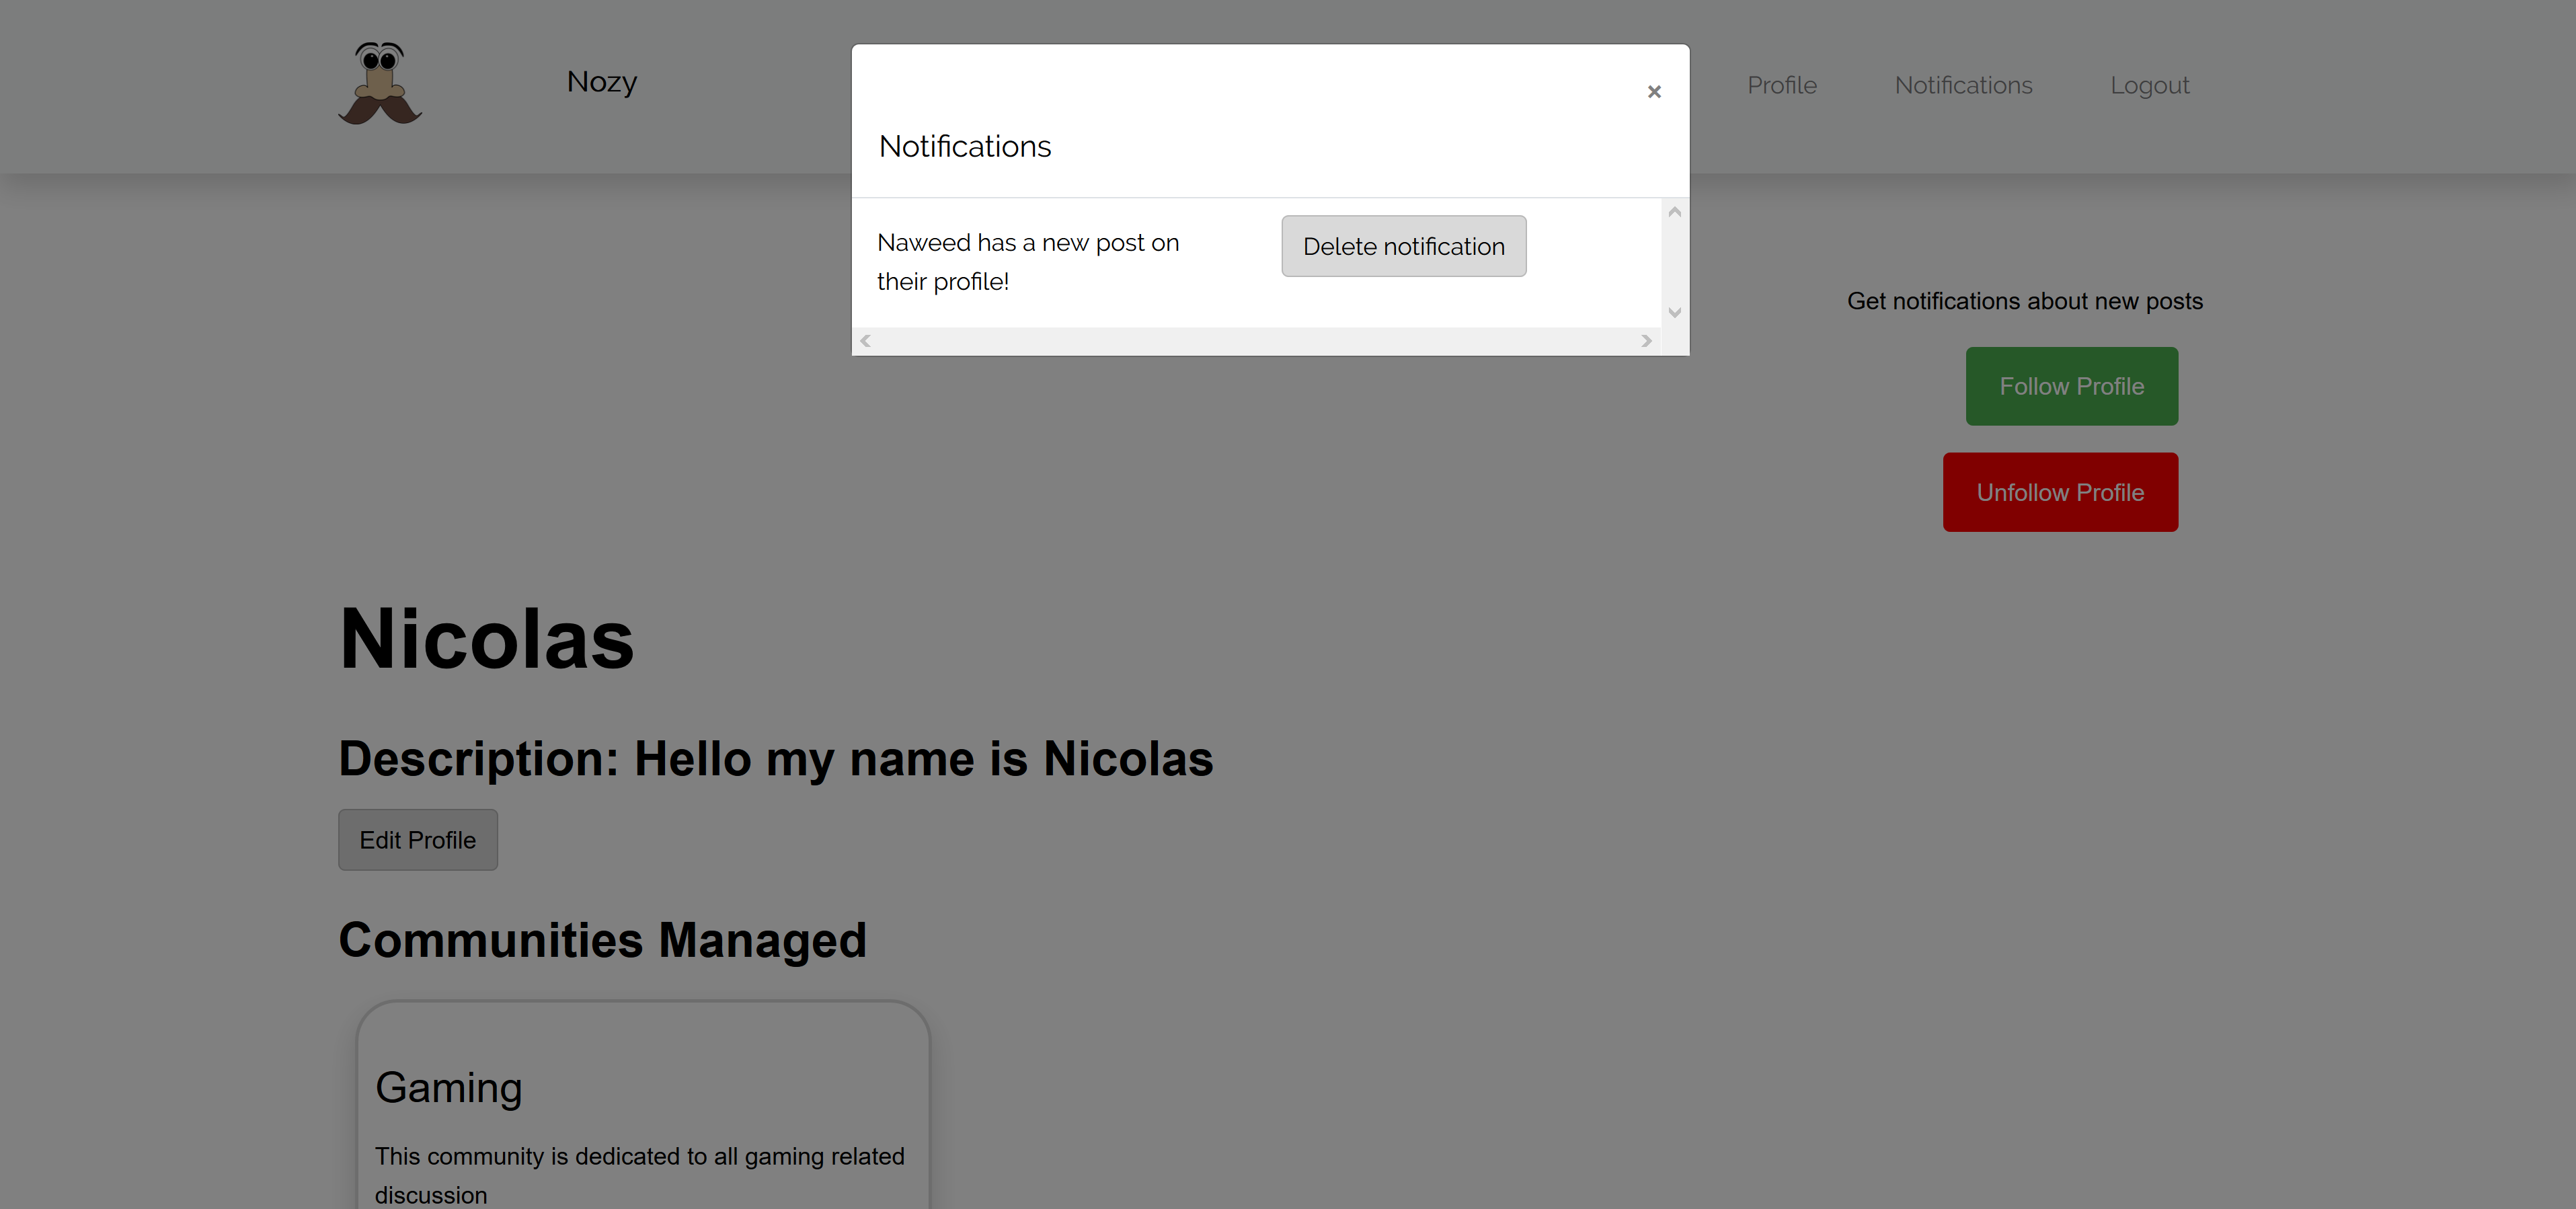 Nozy
Profile
Notifications
Logout
×
Notifications
Naweed has a new post on
their profile!
Delete notification
Get notifications about new posts
Follow Profile
Unfollow Profile
Nicolas
Description: Hello my name is Nicolas
Edit Profile
Communities Managed
Gaming
This community is dedicated to all gaming related
discussion